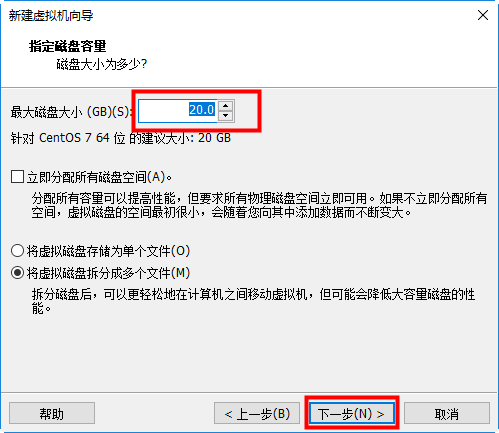 新建虚拟机向导
指定磁盘容量
磁盘大小为多少?
最大磁盘大小 (GB)(S): 20.0
针对 CentOS 7 64 位 的建议大小: 20 GB
立即分配所有磁盘空间(A)。
分配所有容量可以提高性能，但要求所有物理磁盘空间立即可用。如果不立即分配所有
空间，虚拟磁盘的空间最初很小，会随着您向其中添加数据而不断变大。
将虚拟磁盘存储为单个文件(O)
将虚拟磁盘拆分成多个文件(M)
拆分磁盘后，可以更轻松地在计算机之间移动虚拟机，但可能会降低大容量磁盘的性
能。
帮助 < 上一步(B) 下一步(N) > 取消